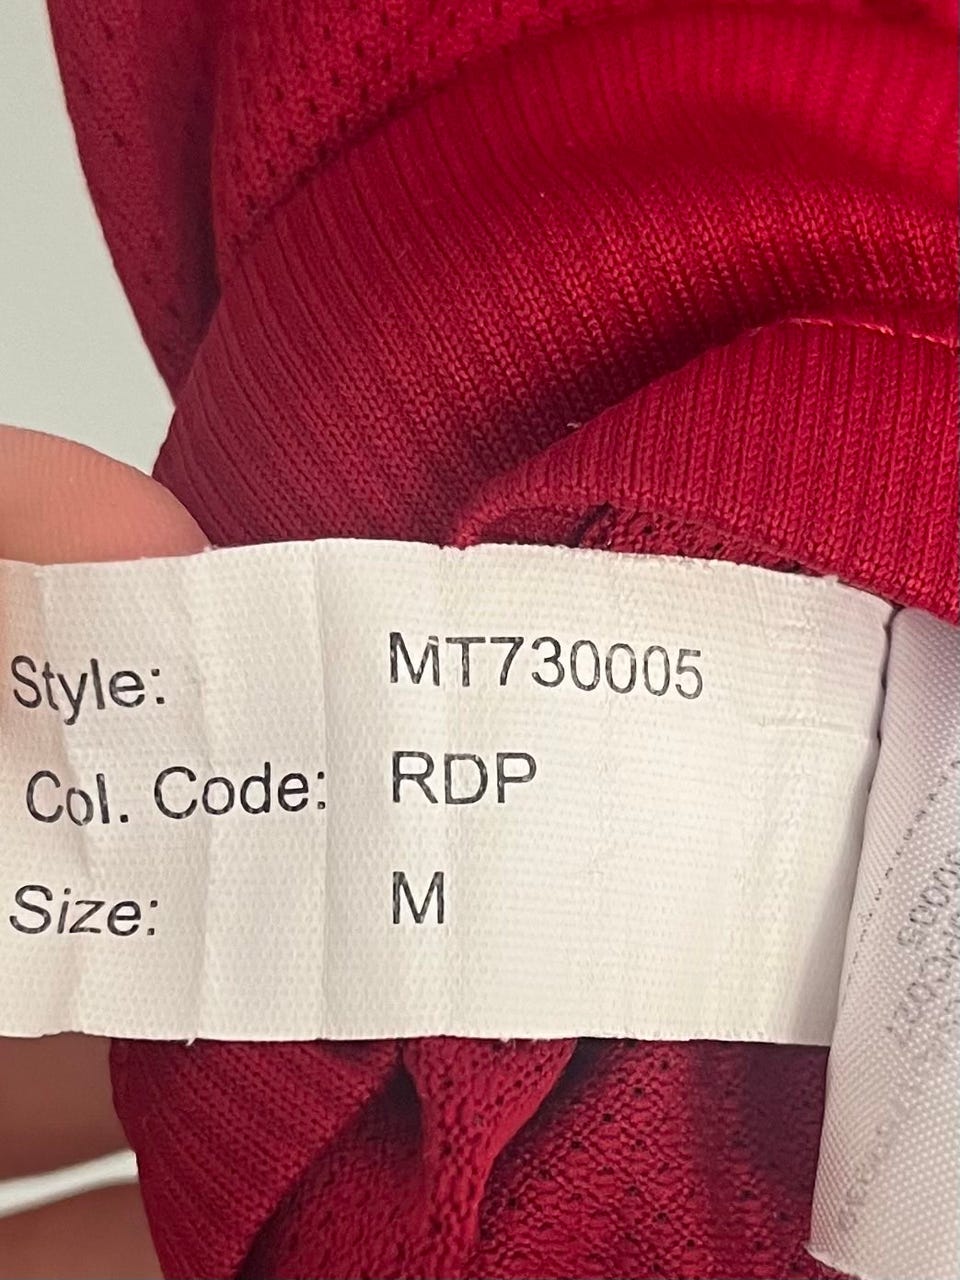 Style: MT730005
Col. Code: RDP
Size: M